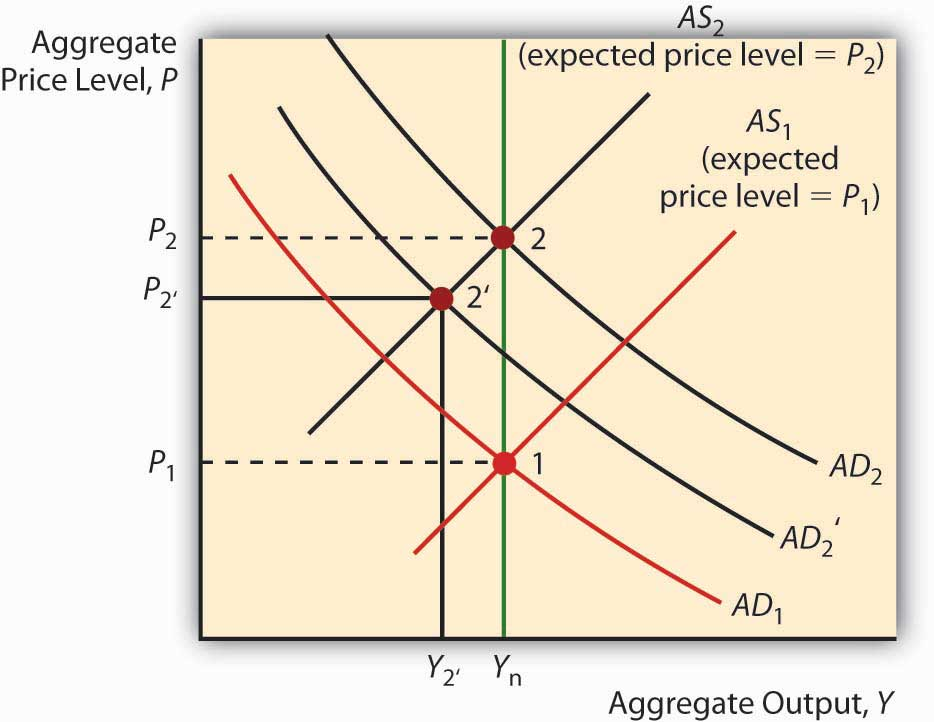 Aggregate
Price Level, P
AS₂
(expected price level = P₂)
AS₁
(expected
price level = P₁)
P₂
2
P₂‘
2‘
P₁
1
AD₂
AD₂‘
AD₁
Y₂‘
Yₙ
Aggregate Output, Y